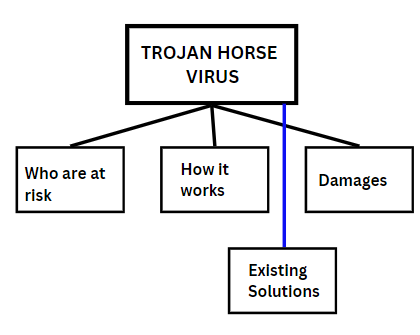 TROJAN HORSE
VIRUS
Who are at
risk
How it
works
Damages
Existing
Solutions